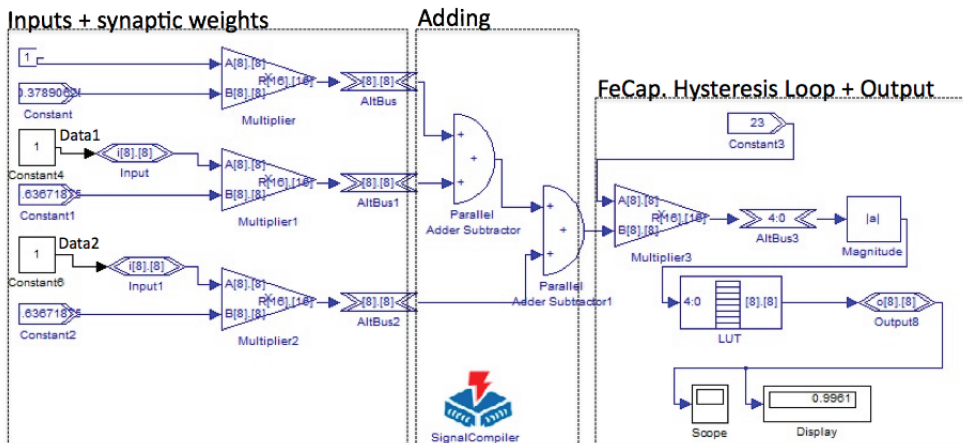 Inputs + synaptic weights
Adding
FeCap. Hysteresis Loop + Output
1
A[8].[8]
R[16].[16]
B[8].[8]
Multiplier
Constant
[8].[8]
AltBus
Data1
1
Constant4
i[8].[8]
Input
A[8].[8]
R[16].[16]
B[8].[8]
Multiplier1
Constant1
[8].[8]
AltBus1
Data2
1
Constant6
i[8].[8]
Input1
A[8].[8]
R[16].[16]
B[8].[8]
Multiplier2
Constant2
[8].[8]
AltBus2
+
+
+
Parallel
Adder Subtractor
+
+
+
Parallel
Adder Subtractor1
SignalCompiler
23
Constant3
A[8].[8]
R[16].[16]
B[8].[8]
Multiplier3
4:0
AltBus3
|a|
Magnitude
4:0
[8].[8]
LUT
o[8].[8]
Output8
Scope
0.9961
Display